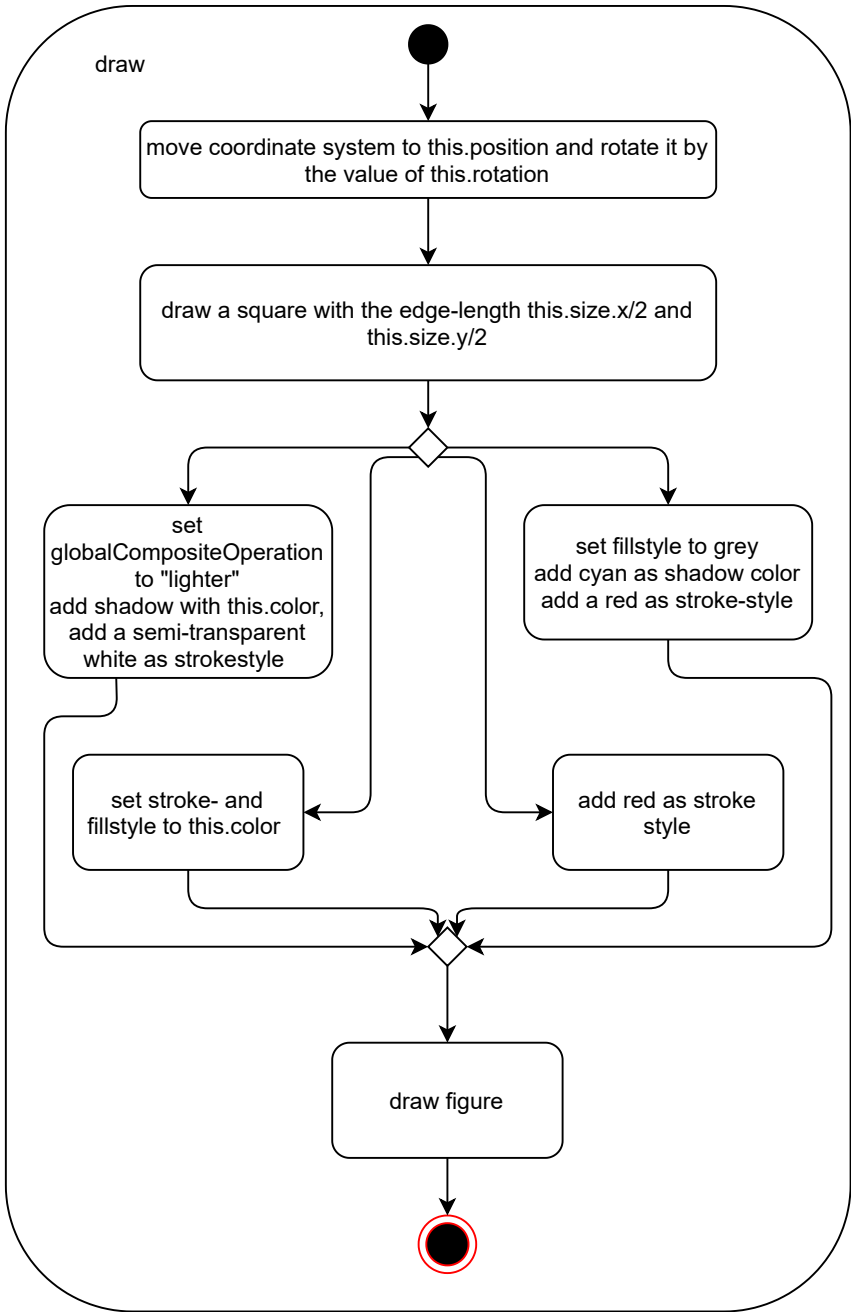 draw
move coordinate system to this.position and rotate it by
the value of this.rotation
draw a square with the edge-length this.size.x/2 and
this.size.y/2
set
globalCompositeOperation
to "lighter"
add shadow with this.color,
add a semi-transparent
white as strokestyle
set fillstyle to grey
add cyan as shadow color
add a red as stroke-style
set stroke- and
fillstyle to this.color
add red as stroke
style
draw figure